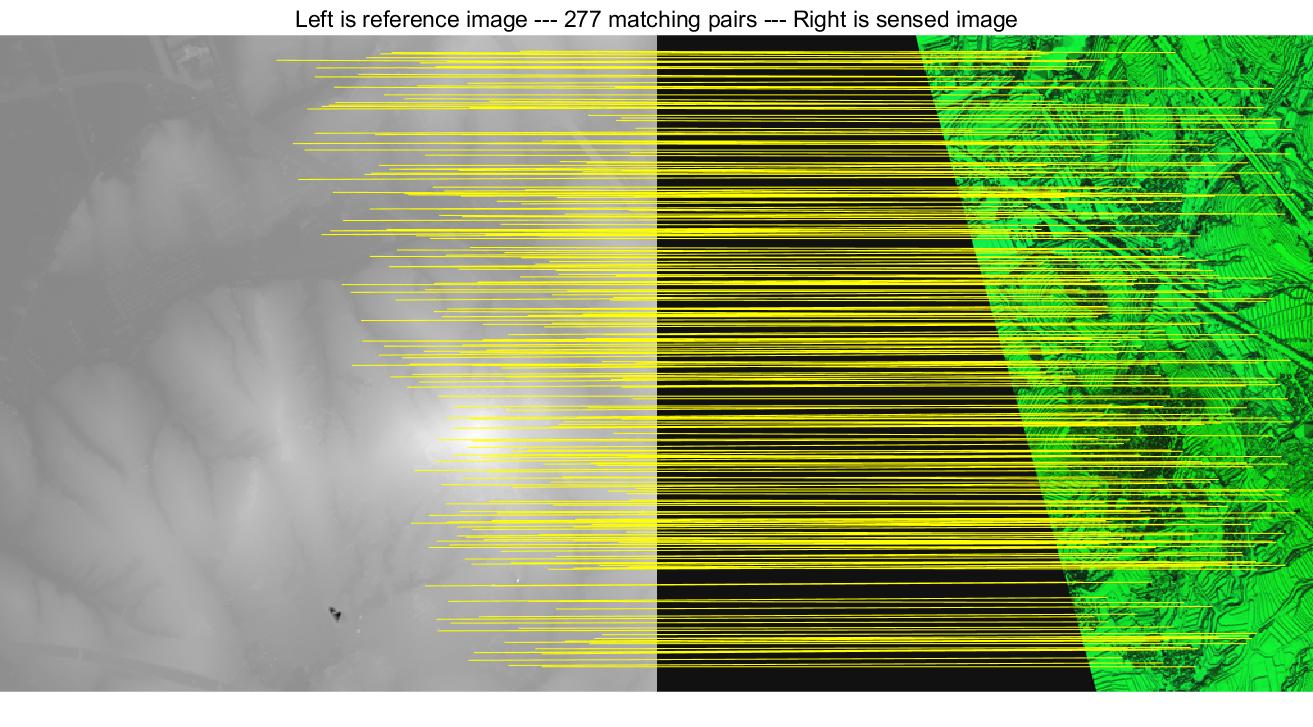 Left is reference image --- 277 matching pairs --- Right is sensed image